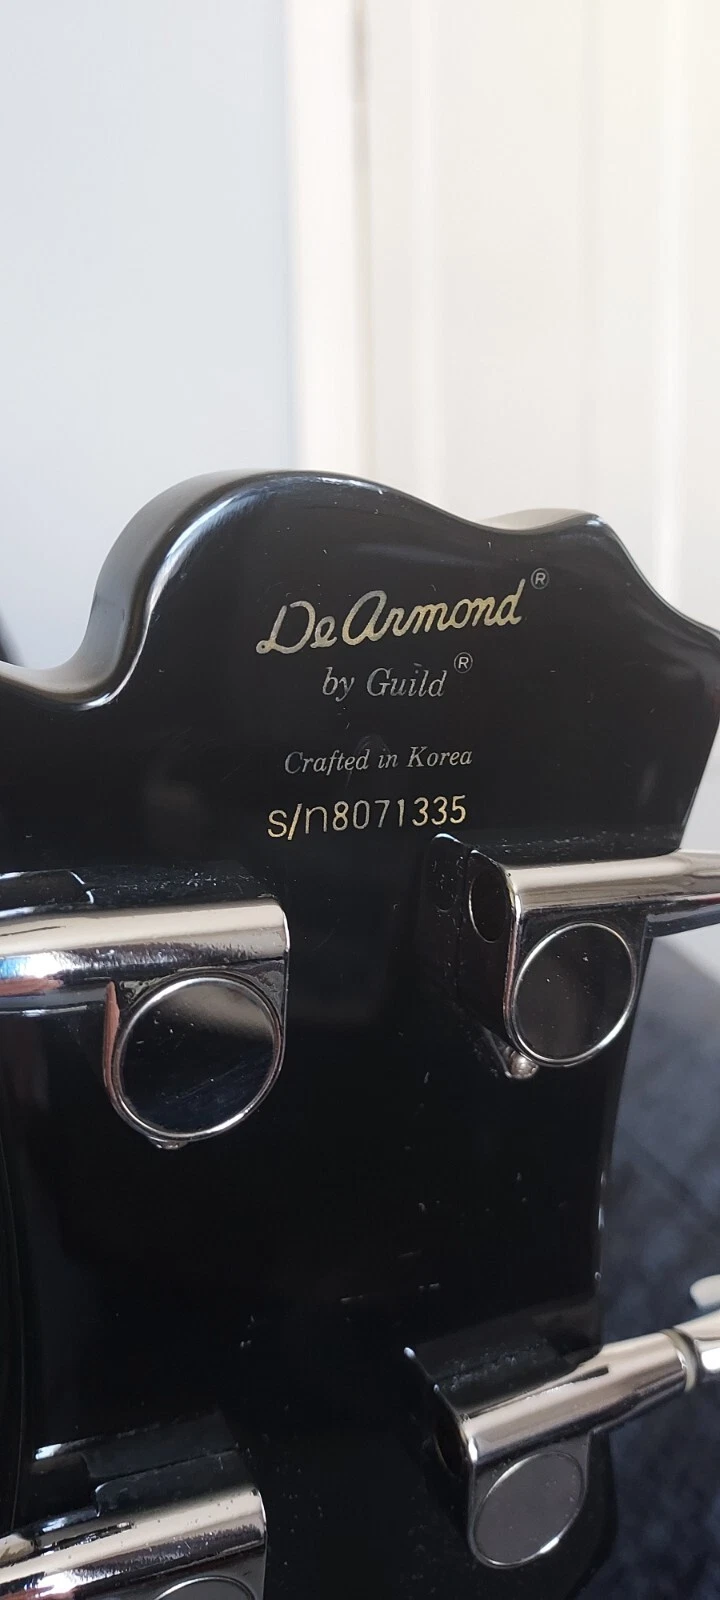 DeArmond®
by Guild®
Crafted in Korea
s/n8071335